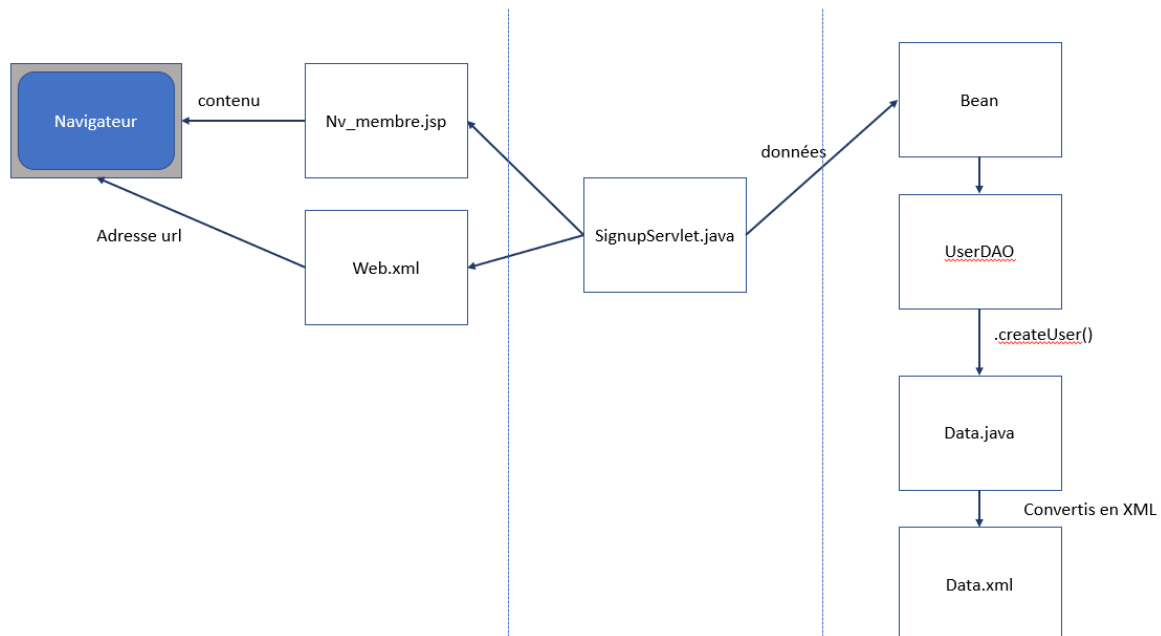 Navigateur
contenu
Nv_membre.jsp
Adresse url
Web.xml
SignupServlet.java
données
Bean
UserDAO
.createUser()
Data.java
Convertis en XML
Data.xml